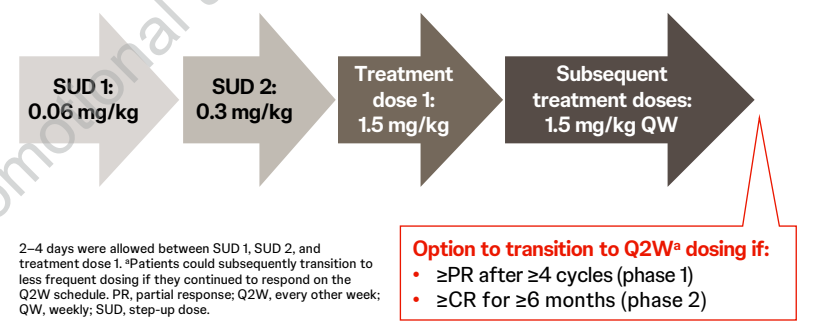 SUD 1:
0.06 mg/kg
SUD 2:
0.3 mg/kg
Treatment
dose 1:
1.5 mg/kg
Subsequent
treatment doses:
1.5 mg/kg QW
2–4 days were allowed between SUD 1, SUD 2, and
treatment dose 1. ᵃPatients could subsequently transition to
less frequent dosing if they continued to respond on the
Q2W schedule. PR, partial response; Q2W, every other week;
QW, weekly; SUD, step-up dose.
Option to transition to Q2Wᵃ dosing if:
• ≥PR after ≥4 cycles (phase 1)
• ≥CR for ≥6 months (phase 2)